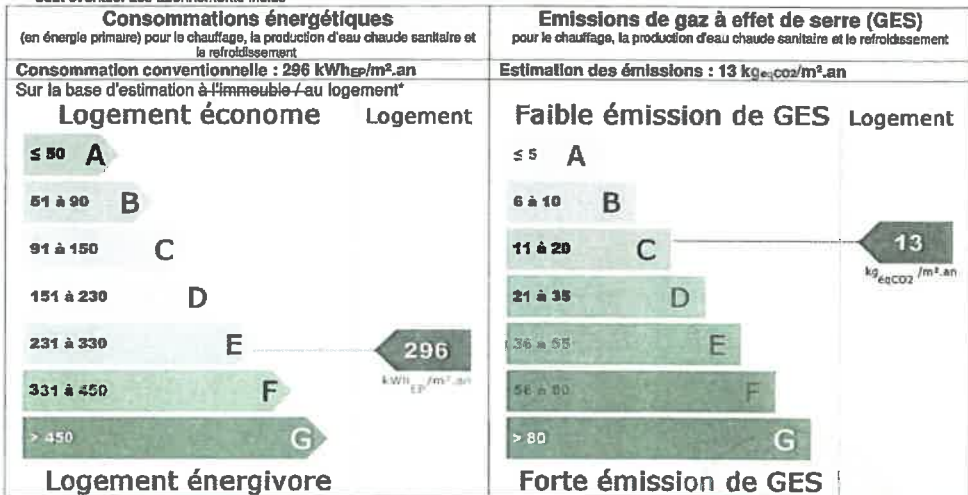 Consommations énergétiques
(en énergie primaire) pour le chauffage, la production d'eau chaude sanitaire et
le refroidissement
Consommation conventionnelle : 296 kWhEP/m².an
Sur la base d'estimation à l'immeuble / au logement*
Logement économe Logement
≤ 50 A
51 à 90 B
91 à 150 C
151 à 230 D
231 à 330 E
296
kWhEP/m².an
331 à 450 F
> 450 G
Logement énergivore
Emissions de gaz à effet de serre (GES)
pour le chauffage, la production d'eau chaude sanitaire et le refroidissement
Estimation des émissions : 13 kgeqCO2/m².an
Faible émission de GES Logement
≤ 5 A
6 à 10 B
11 à 20 C
13
kgéqCO2/m².an
21 à 35 D
36 à 55 E
56 à 80 F
> 80 G
Forte émission de GES